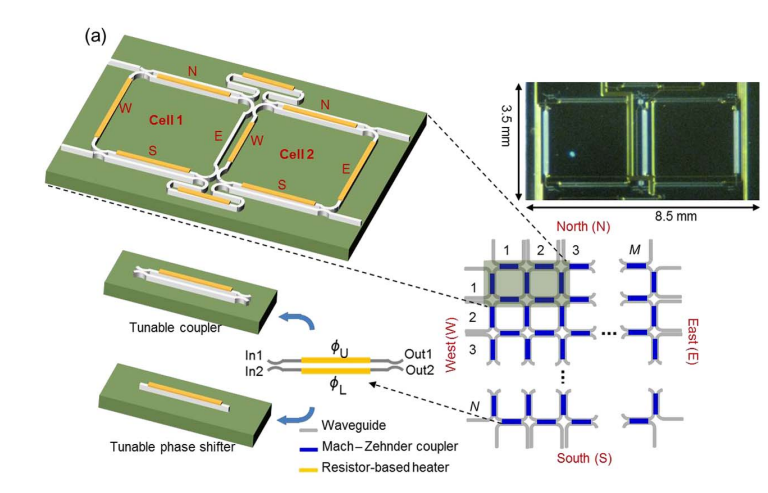 (a)
N
W
Cell 1
E
S
N
W
Cell 2
E
S
3.5 mm
8.5 mm
North (N)
1 2 3 M
1
2
3
N
West (W)
East (E)
South (S)
Tunable coupler
ϕU
In1 Out1
In2 Out2
ϕL
Tunable phase shifter
Waveguide
Mach–Zehnder coupler
Resistor-based heater